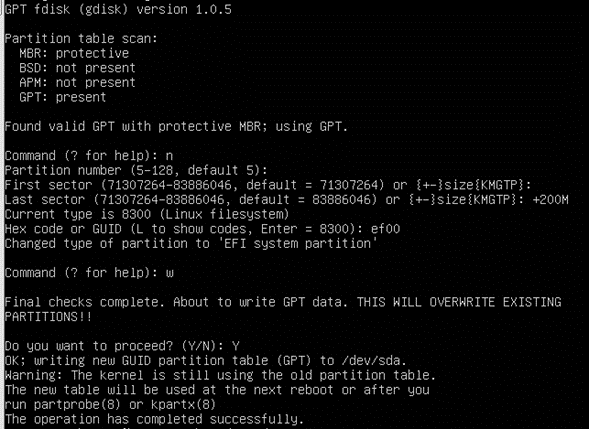 GPT fdisk (gdisk) version 1.0.5
Partition table scan:
MBR: protective
BSD: not present
APM: not present
GPT: present
Found valid GPT with protective MBR; using GPT.
Command (? for help): n
Partition number (5-128, default 5):
First sector (71307264-83886046, default = 71307264) or {+-}size{KMGTP}:
Last sector (71307264-83886046, default = 83886046) or {+-}size{KMGTP}: +200M
Current type is 8300 (Linux filesystem)
Hex code or GUID (L to show codes, Enter = 8300): ef00
Changed type of partition to 'EFI system partition'
Command (? for help): w
Final checks complete. About to write GPT data. THIS WILL OVERWRITE EXISTING
PARTITIONS!!
Do you want to proceed? (Y/N): Y
OK; writing new GUID partition table (GPT) to /dev/sda.
Warning: The kernel is still using the old partition table.
The new table will be used at the next reboot or after you
run partprobe(8) or kpartx(8)
The operation has completed successfully.